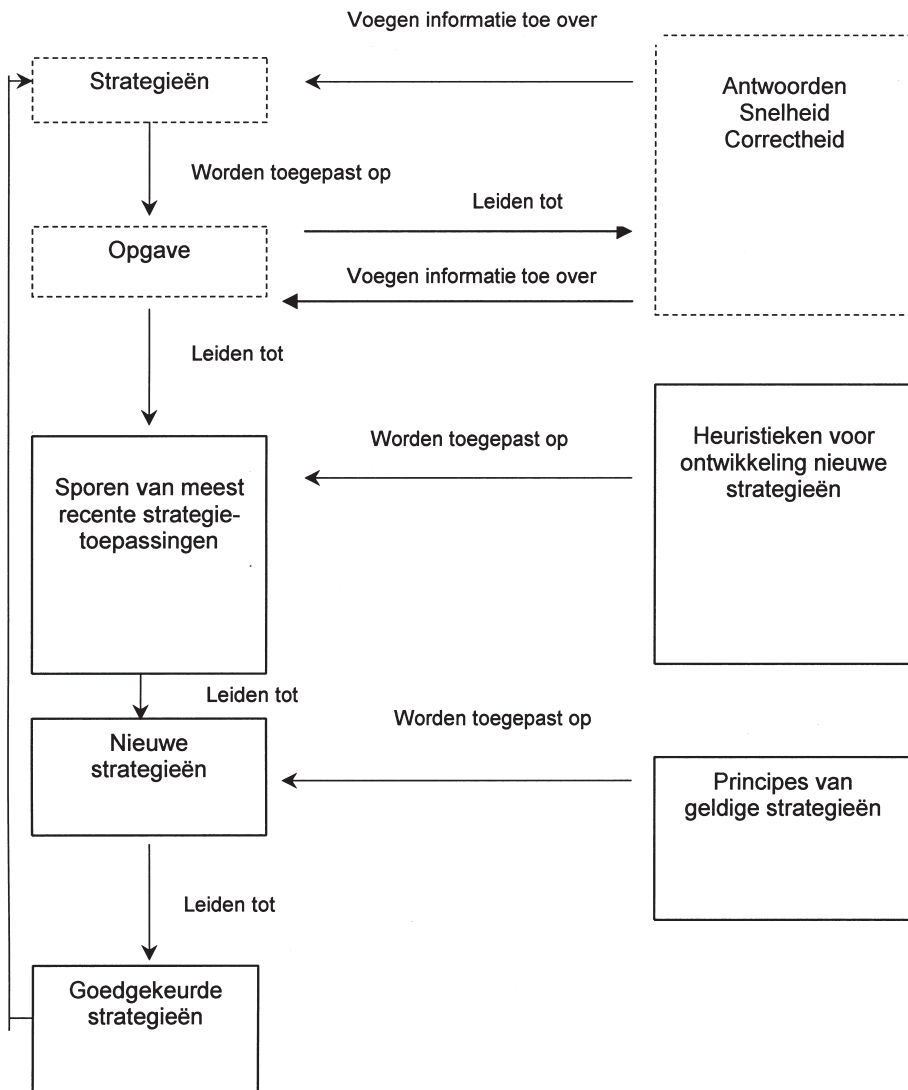 Voegen informatie toe over
Strategieën
Antwoorden
Snelheid
Correctheid
Worden toegepast op
Leiden tot
Opgave
Voegen informatie toe over
Leiden tot
Worden toegepast op
Heuristieken voor
ontwikkeling nieuwe
strategieën
Sporen van meest
recente strategie-
toepassingen
Leiden tot
Worden toegepast op
Nieuwe
strategieën
Principes van
geldige strategieën
Leiden tot
Goedgekeurde
strategieën